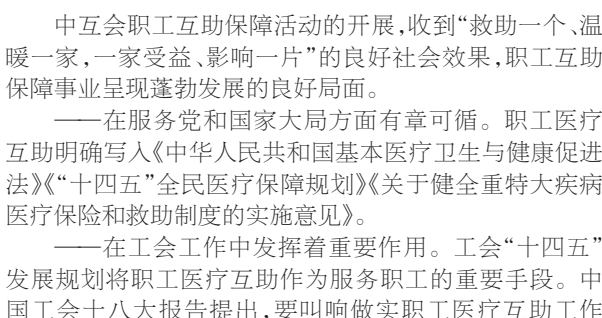 中互会职工互助保障活动的开展,收到“救助一个、温
暖一家,一家受益、影响一片”的良好社会效果,职工互助
保障事业呈现蓬勃发展的良好局面。
——在服务党和国家大局方面有章可循。职工医疗
互助明确写入《中华人民共和国基本医疗卫生与健康促进
法》《“十四五”全民医疗保障规划》《关于健全重特大疾病
医疗保险和救助制度的实施意见》。
——在工会工作中发挥着重要作用。工会“十四五”
发展规划将职工医疗互助作为服务职工的重要手段。中
国工会十八大报告提出,要叫响做实职工医疗互助工作